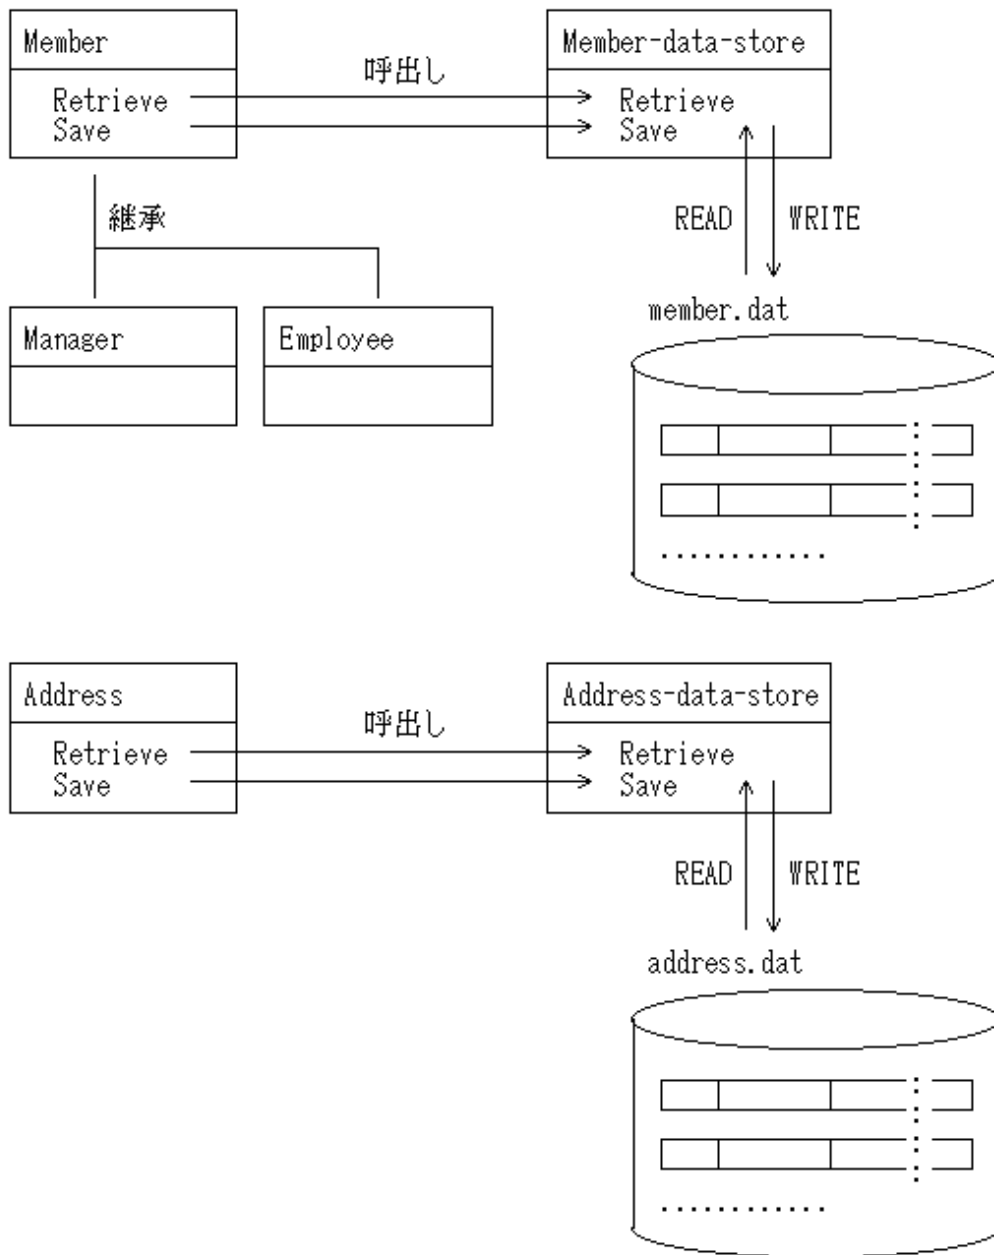 Member
Member-data-store
呼出し
Retrieve
Save
Retrieve
Save
継承
READ
WRITE
Manager
Employee
member.dat
Address
Address-data-store
呼出し
Retrieve
Save
Retrieve
Save
READ
WRITE
address.dat